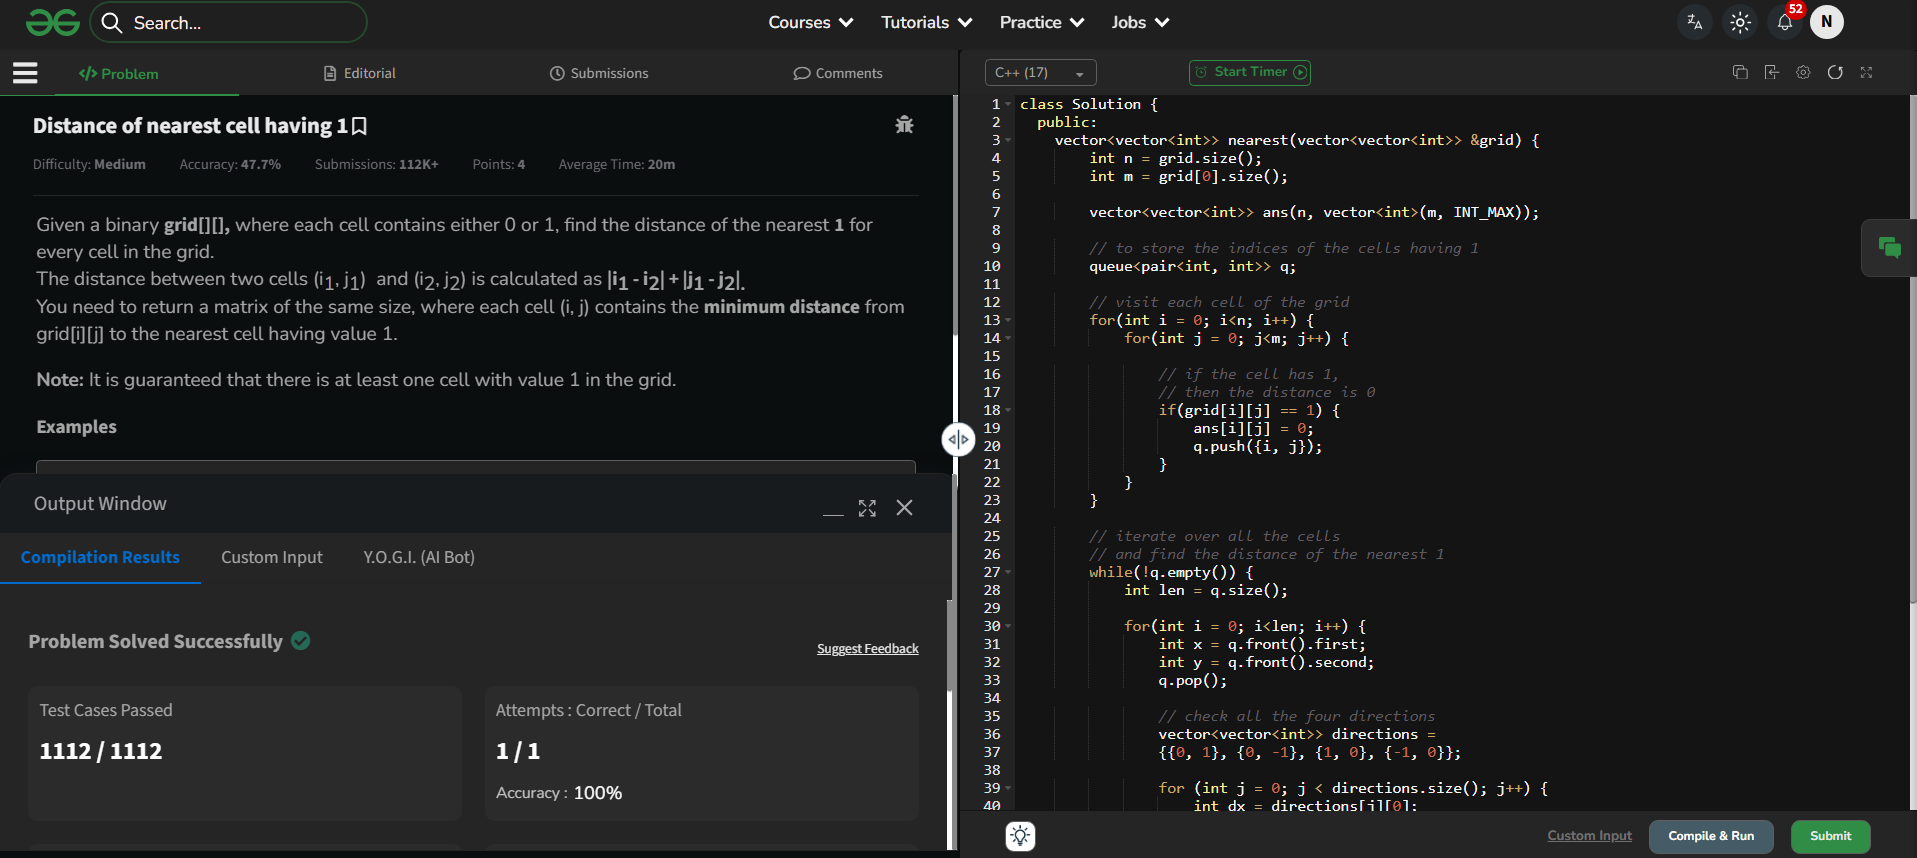 Search...
Courses
Tutorials
Practice
Jobs
52
N
</> Problem
Editorial
Submissions
Comments
C++ (17)
Start Timer
Distance of nearest cell having 1
Difficulty: Medium Accuracy: 47.7% Submissions: 112K+ Points: 4 Average Time: 20m
Given a binary grid[][], where each cell contains either 0 or 1, find the distance of the nearest 1 for
every cell in the grid.
The distance between two cells (i1, j1)  and (i2, j2) is calculated as |i1 - i2| + |j1 - j2|.
You need to return a matrix of the same size, where each cell (i, j) contains the minimum distance from
grid[i][j] to the nearest cell having value 1.
Note: It is guaranteed that there is at least one cell with value 1 in the grid.
Examples
Output Window
Compilation Results Custom Input Y.O.G.I. (AI Bot)
Problem Solved Successfully
Suggest Feedback
Test Cases Passed
1112 / 1112
Attempts : Correct / Total
1 / 1
Accuracy : 100%
1 class Solution {
2   public:
3     vector<vector<int>> nearest(vector<vector<int>> &grid) {
4         int n = grid.size();
5         int m = grid[0].size();
6
7         vector<vector<int>> ans(n, vector<int>(m, INT_MAX));
8
9         // to store the indices of the cells having 1
10         queue<pair<int, int>> q;
11
12         // visit each cell of the grid
13         for(int i = 0; i<n; i++) {
14             for(int j = 0; j<m; j++) {
15
16                 // if the cell has 1,
17                 // then the distance is 0
18                 if(grid[i][j] == 1) {
19                     ans[i][j] = 0;
20                     q.push({i, j});
21                 }
22             }
23         }
24
25         // iterate over all the cells
26         // and find the distance of the nearest 1
27         while(!q.empty()) {
28             int len = q.size();
29
30             for(int i = 0; i<len; i++) {
31                 int x = q.front().first;
32                 int y = q.front().second;
33                 q.pop();
34
35                 // check all the four directions
36                 vector<vector<int>> directions =
37                 {{0, 1}, {0, -1}, {1, 0}, {-1, 0}};
38
39                 for (int j = 0; j < directions.size(); j++) {
40                     int dx = directions[j][0];
Custom Input
Compile & Run
Submit